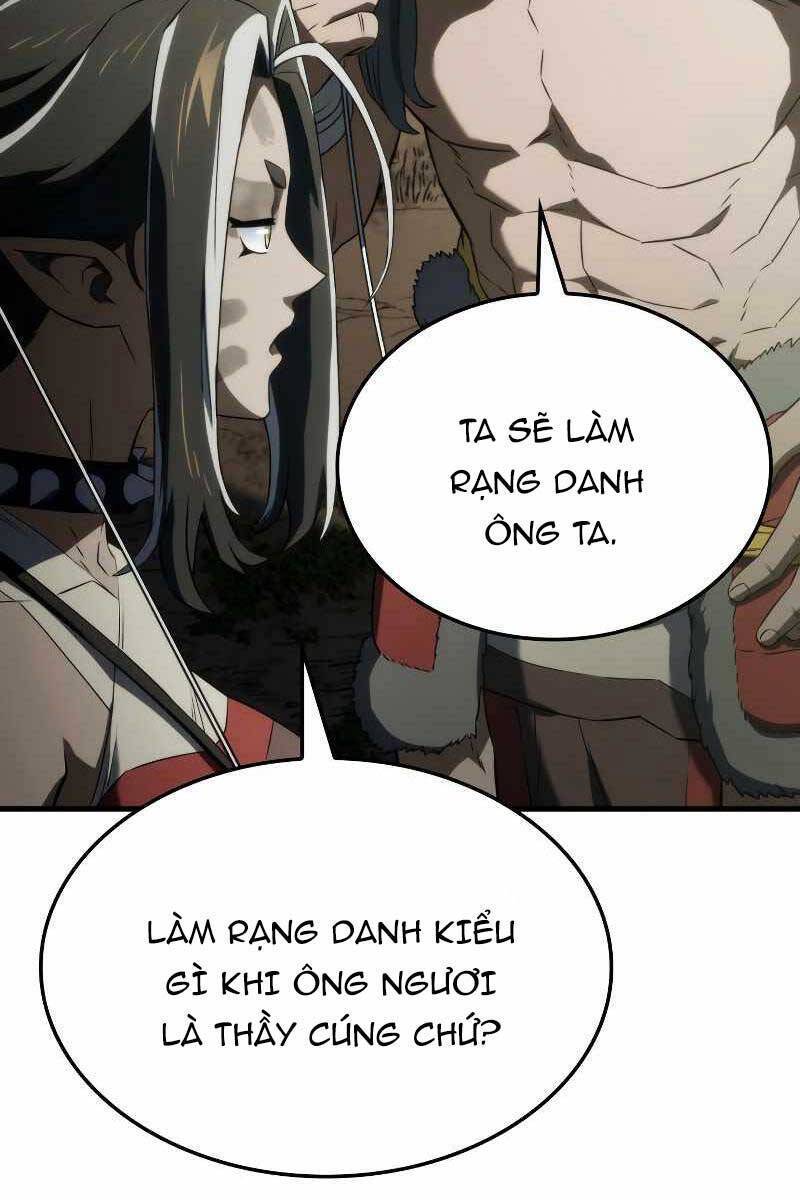 TA SẼ LÀM
RẠNG DANH
ÔNG TA.
LÀM RẠNG DANH KIỂU
GÌ KHI ÔNG NGƯƠI
LÀ THẦY CÚNG CHỨ?